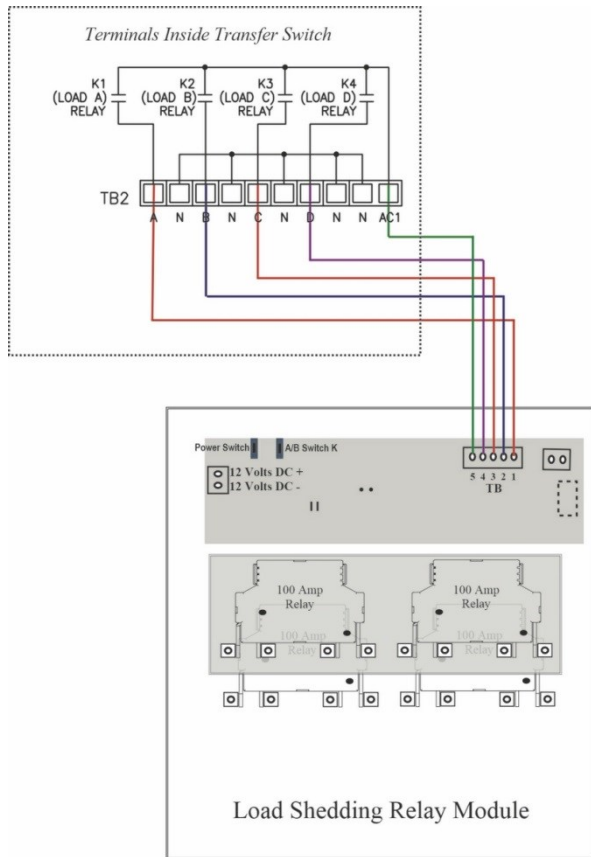 Terminals Inside Transfer Switch
K1
(LOAD A)
RELAY
K2
(LOAD B)
RELAY
K3
(LOAD C)
RELAY
K4
(LOAD D)
RELAY
TB2
A N B N C N D N N AC1
Power Switch A/B Switch K
12 Volts DC +
12 Volts DC -
5 4 3 2 1
TB
100 Amp
Relay
100 Amp
Relay
100 Amp
Relay
100 Amp
Relay
Load Shedding Relay Module